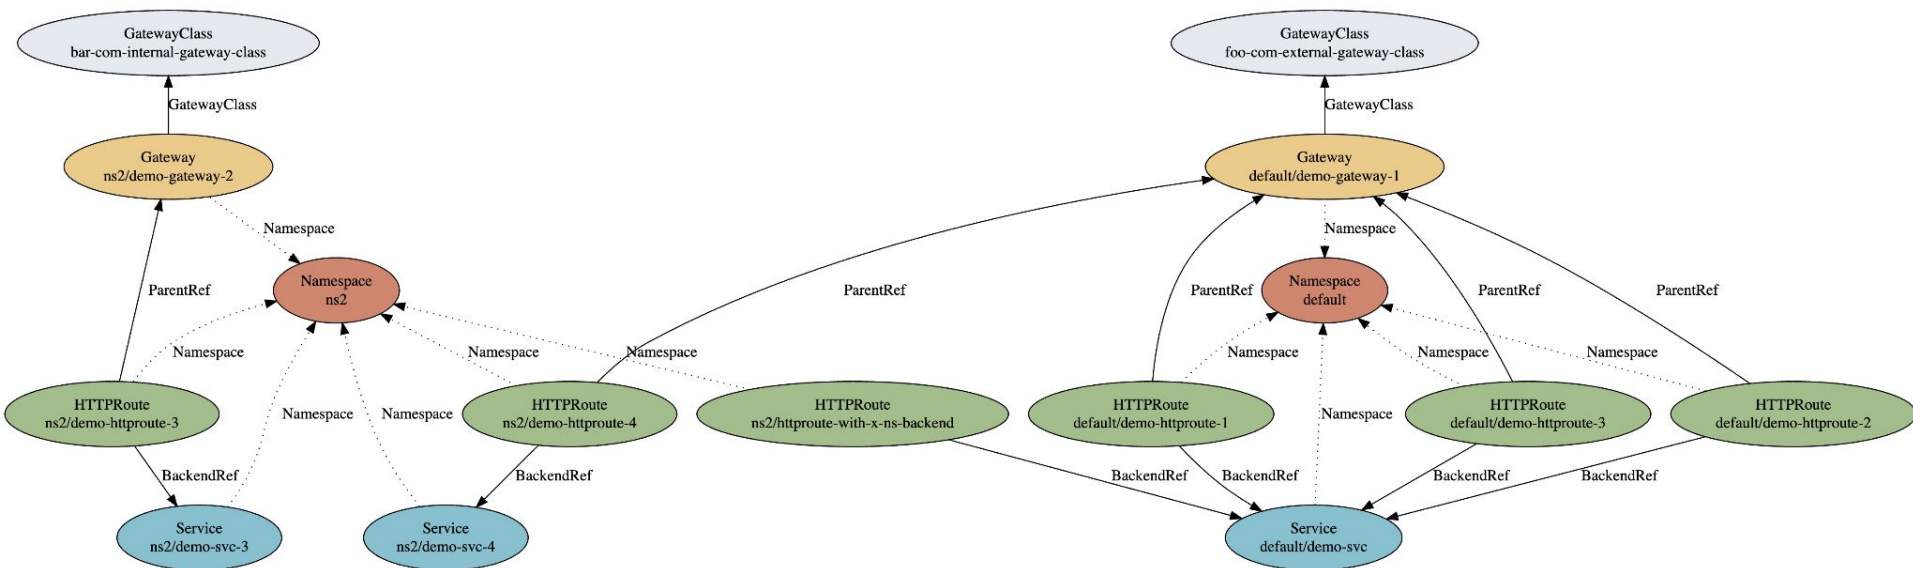 GatewayClass
bar-com-internal-gateway-class
GatewayClass
foo-com-external-gateway-class
GatewayClass
GatewayClass
Gateway
ns2/demo-gateway-2
Gateway
default/demo-gateway-1
Namespace
Namespace
Namespace
ns2
Namespace
default
ParentRef
ParentRef
ParentRef
ParentRef
ParentRef
Namespace
Namespace
Namespace
Namespace
Namespace
Namespace
HTTPRoute
ns2/demo-httproute-3
Namespace
Namespace
HTTPRoute
ns2/demo-httproute-4
HTTPRoute
ns2/httproute-with-x-ns-backend
HTTPRoute
default/demo-httproute-1
Namespace
HTTPRoute
default/demo-httproute-3
HTTPRoute
default/demo-httproute-2
BackendRef
BackendRef
BackendRef
BackendRef
BackendRef
BackendRef
Service
ns2/demo-svc-3
Service
ns2/demo-svc-4
Service
default/demo-svc